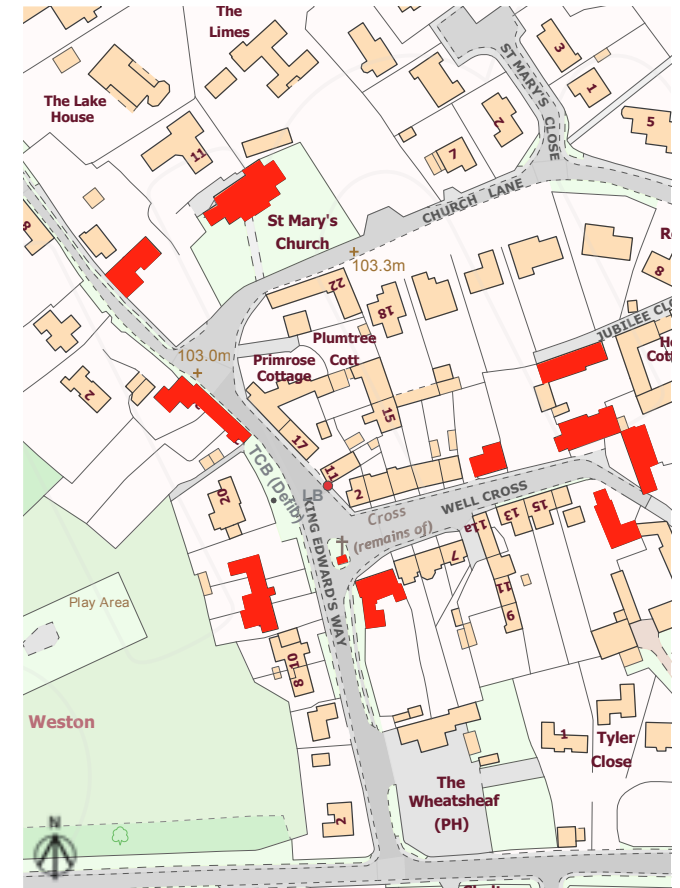 The
Limes
The Lake
House
11
ST MARY'S CLOSE
3
1
2
5
7
CHURCH LANE
St Mary's
Church
103.3m
8
22
18
8
JUBILEE CLO
103.0m
Plumtree
Cott
Primrose
Cottage
2
15
17
11
2
TCB (Defib)
LB
20
KING EDWARD'S WAY
Cross
(remains of)
WELL CROSS
11a
13
15
7
11
9
Play Area
10
8
Weston
1
Tyler
Close
The
Wheatsheaf
(PH)
2
N